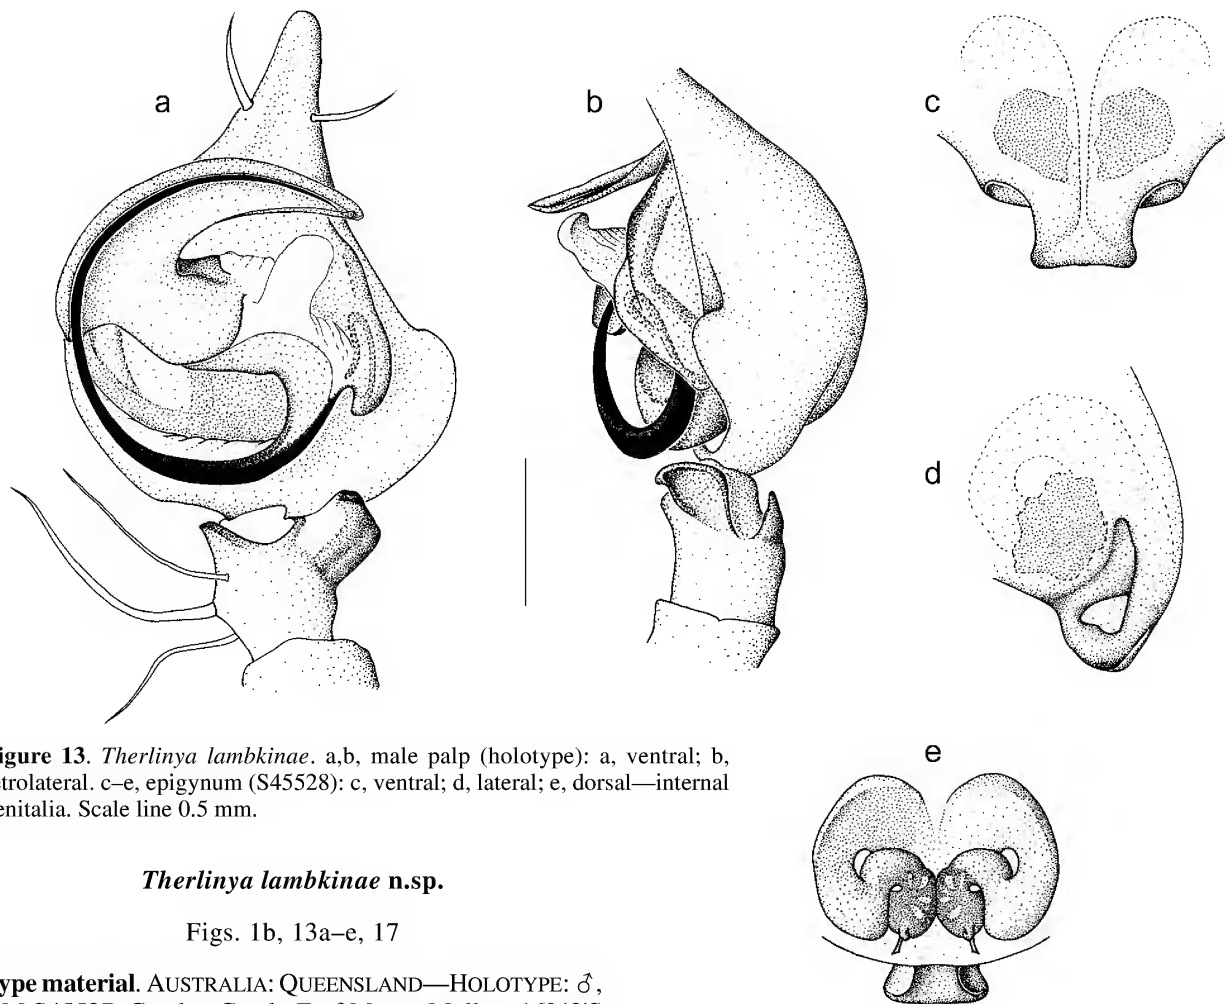 a
b
c
d
e
igure 13. Therlinya lambkinae. a,b, male palp (holotype): a, ventral; b,
etrolateral. c–e, epigynum (S45528): c, ventral; d, lateral; e, dorsal—internal
enitalia. Scale line 0.5 mm.
Therlinya lambkinae n.sp.
Figs. 1b, 13a–e, 17
ype material. AUSTRALIA: QUEENSLAND—HOLOTYPE: ♂,